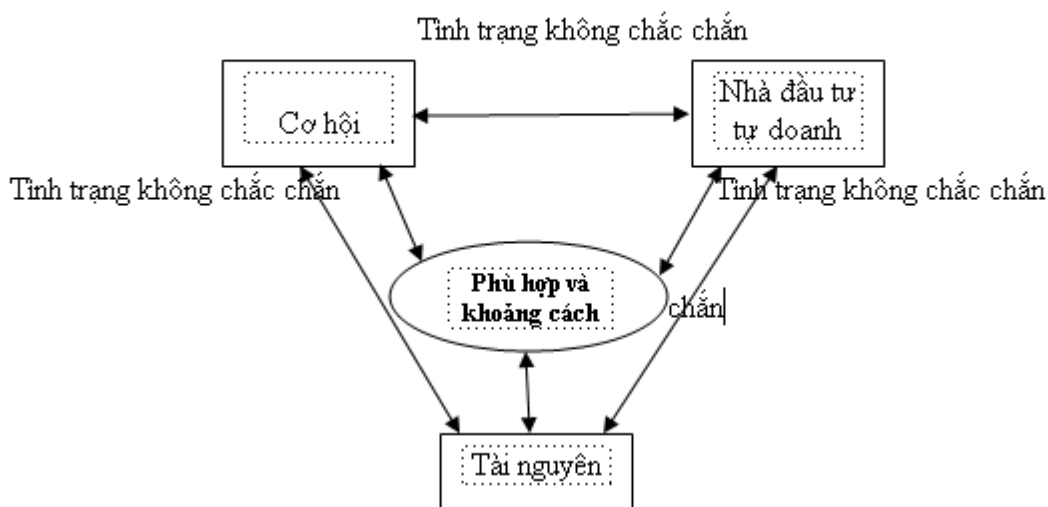 Tình trạng không chắc chắn
Cơ hội
Nhà đầu tư
tự doanh
Tình trạng không chắc chắn
Tình trạng không chắc chắn
Phù hợp và
khoảng cách
chắn
Tài nguyên